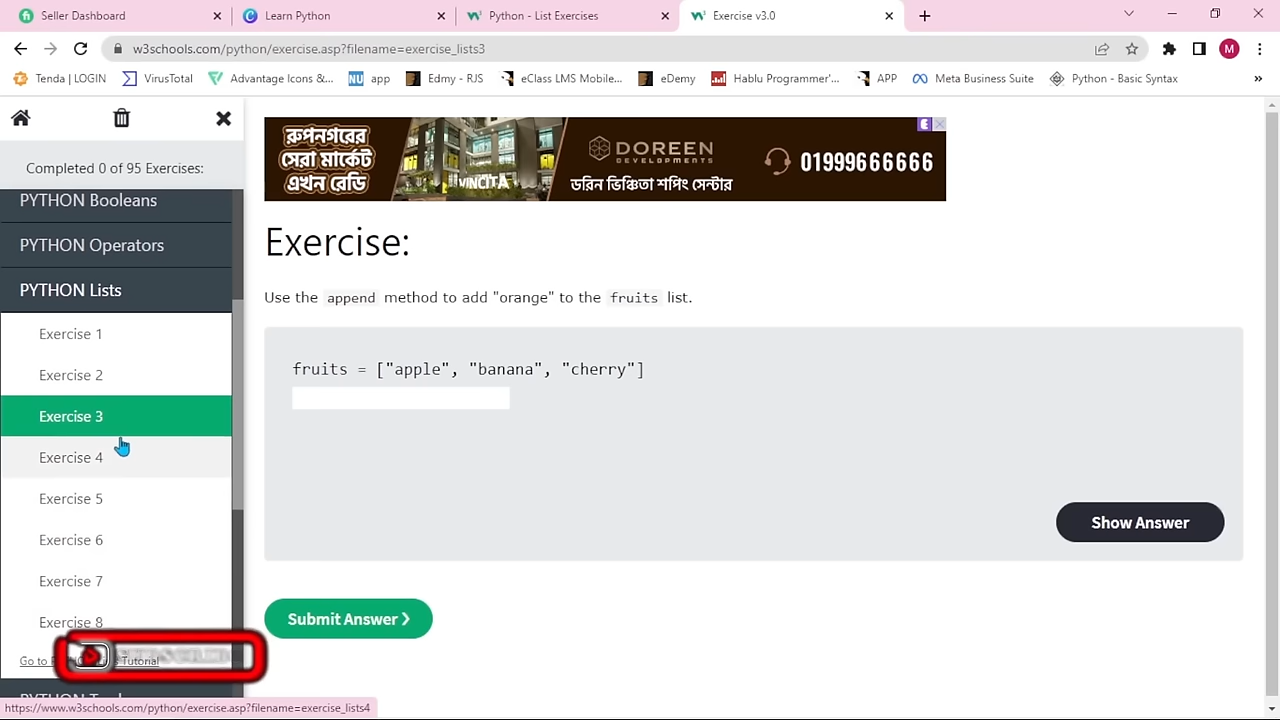 Seller Dashboard
Learn Python
Python - List Exercises
Exercise v3.0
w3schools.com/python/exercise.asp?filename=exercise_lists3
M
Tenda | LOGIN
VirusTotal
Advantage Icons &...
NU app
Edmy - RJS
eClass LMS Mobile...
eDemy
Hablu Programmer'...
APP
Meta Business Suite
Python - Basic Syntax
»
Completed 0 of 95 Exercises:
PYTHON Booleans
PYTHON Operators
PYTHON Lists
Exercise 1
Exercise 2
Exercise 3
Exercise 4
Exercise 5
Exercise 6
Exercise 7
Exercise 8
Go to
Tutorial
রুপনগরের
সেরা মার্কেট
এখন রেডি
VINCITA
DOREEN
DEVELOPMENTS
ডরিন ভিঞ্চিতা শপিং সেন্টার
01999666666
Exercise:
Use the append method to add "orange" to the fruits list.
fruits = ["apple", "banana", "cherry"]
Show Answer
Submit Answer ❯
https://www.w3schools.com/python/exercise.asp?filename=exercise_lists4